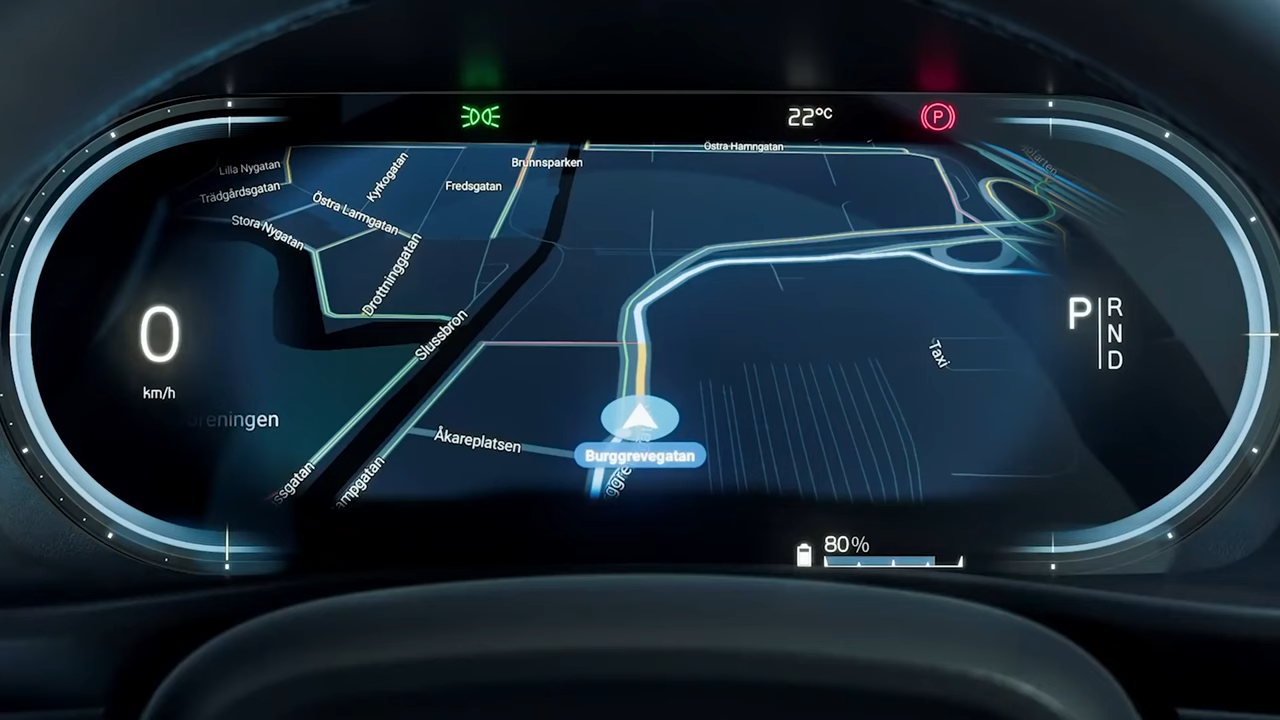 22°C
P
Östra Hamngatan
Brunnsparken
Lilla Nygatan
Kyrkogatan
Fredsgatan
Trädgårdsgatan
Östra Larmgatan
Stora Nygatan
Drottninggatan
Slussbron
0
km/h
P
R
N
D
Taxi
Åkareplatsen
Burggrevegatan
80%